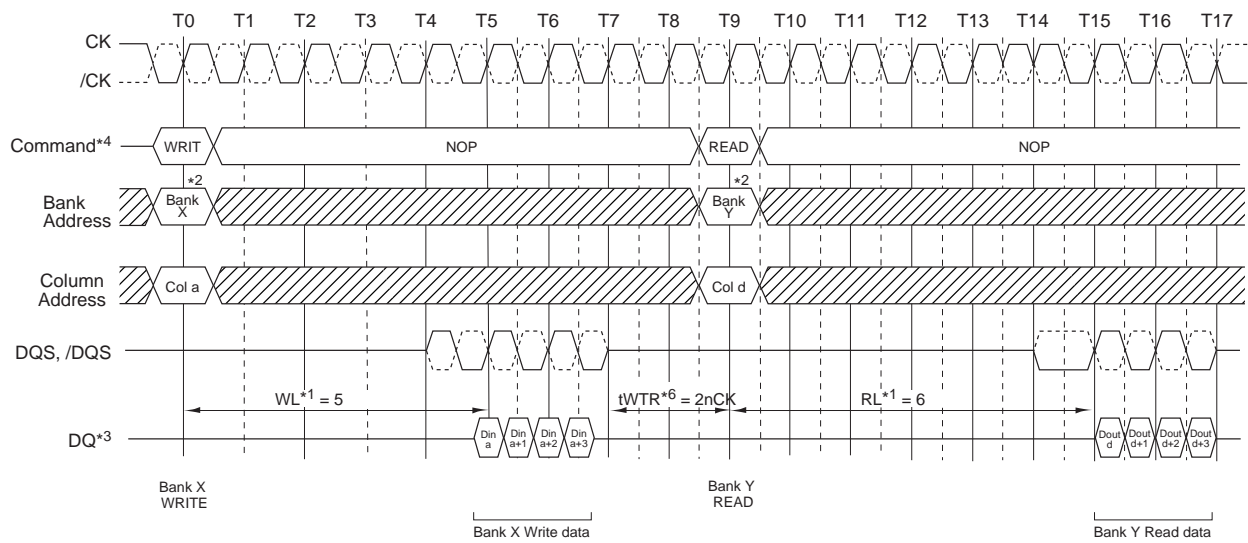 T0 T1 T2 T3 T4 T5 T6 T7 T8 T9 T10 T11 T12 T13 T14 T15 T16 T17
CK
/CK
Command*4 WRIT NOP READ NOP
*2 *2
Bank Address Bank X Bank Y
Column Address Col a Col d
DQS, /DQS
WL*1 = 5 tWTR*6 = 2nCK RL*1 = 6
DQ*3 Din a Din a+1 Din a+2 Din a+3 Dout d Dout d+1 Dout d+2 Dout d+3
Bank X WRITE Bank Y READ
Bank X Write data Bank Y Read data